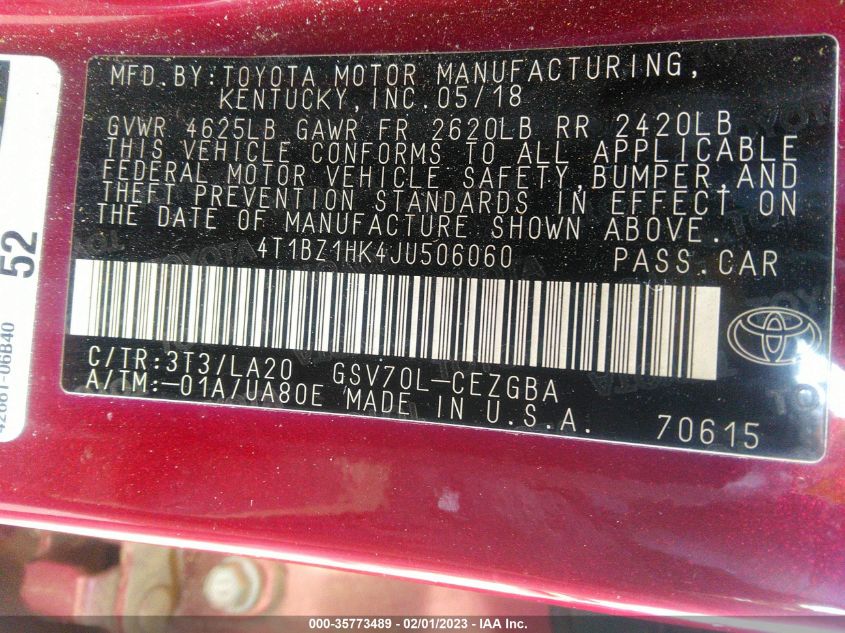 MFD.BY:TOYOTA MOTOR MANUFACTURING,
KENTUCKY,INC.05/18
GVWR 4625LB GAWR FR 2620LB RR 2420LB
THIS VEHICLE CONFORMS TO ALL APPLICABLE
FEDERAL MOTOR VEHICLE SAFETY,BUMPER,AND
THEFT PREVENTION STANDARDS IN EFFECT ON
THE DATE OF MANUFACTURE SHOWN ABOVE.
4T1BZ1HK4JU506060 PASS.CAR
C/TR:3T3/LA20 GSV70L-CEZGBA
A/TM:-01A/UA80E MADE IN U.S.A.
70615
52
000-35773489 - 02/01/2023 - IAA Inc.